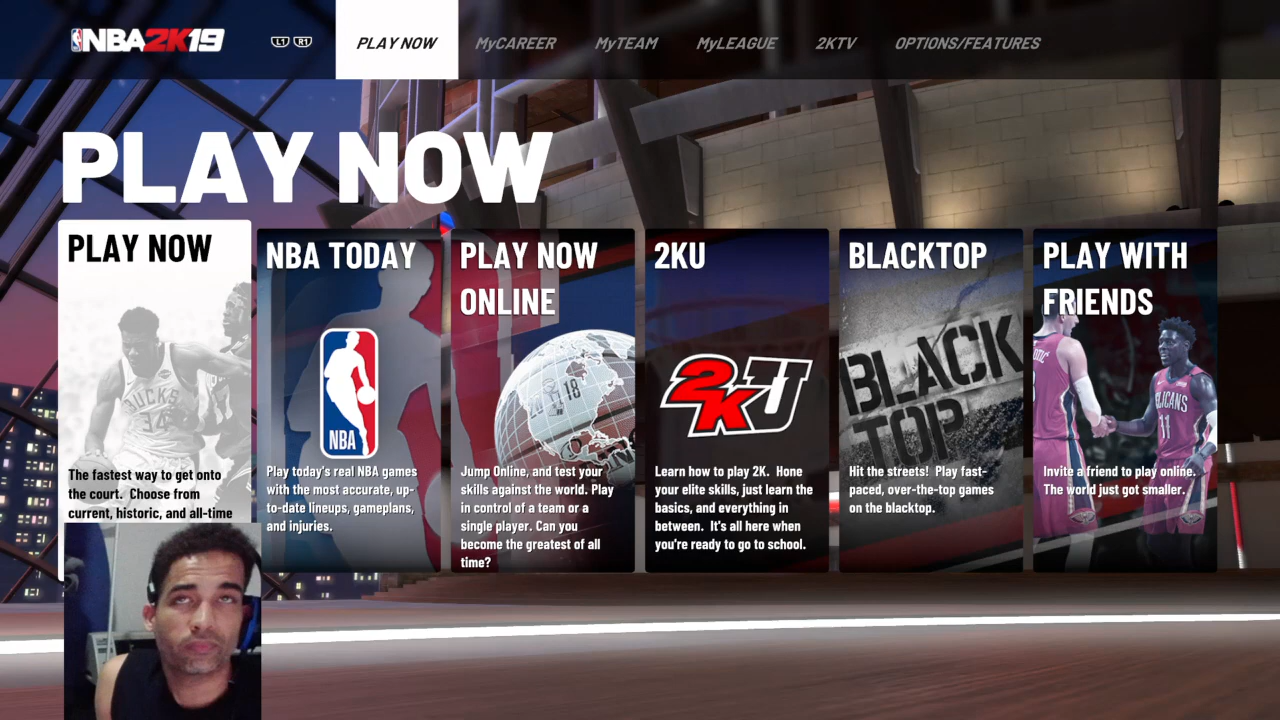 NBA2K19
L1 R1
PLAY NOW
MyCAREER
MyTEAM
MyLEAGUE
2KTV
OPTIONS/FEATURES
PLAY NOW
PLAY NOW
BUCKS
34
The fastest way to get onto
the court. Choose from
current, historic, and all-time
NBA TODAY
NBA
Play today's real NBA games
with the most accurate, up-
to-date lineups, gameplans,
and injuries.
PLAY NOW
ONLINE
18
Jump Online, and test your
skills against the world. Play
in control of a team or a
single player. Can you
become the greatest of all
time?
2KU
2KU
Learn how to play 2K. Hone
your elite skills, just learn the
basics, and everything in
between. It's all here when
you're ready to go to school.
BLACKTOP
BLACK
TOP
Hit the streets! Play fast-
paced, over-the-top games
on the blacktop.
PLAY WITH
FRIENDS
ELICANS
11
Invite a friend to play online.
The world just got smaller.